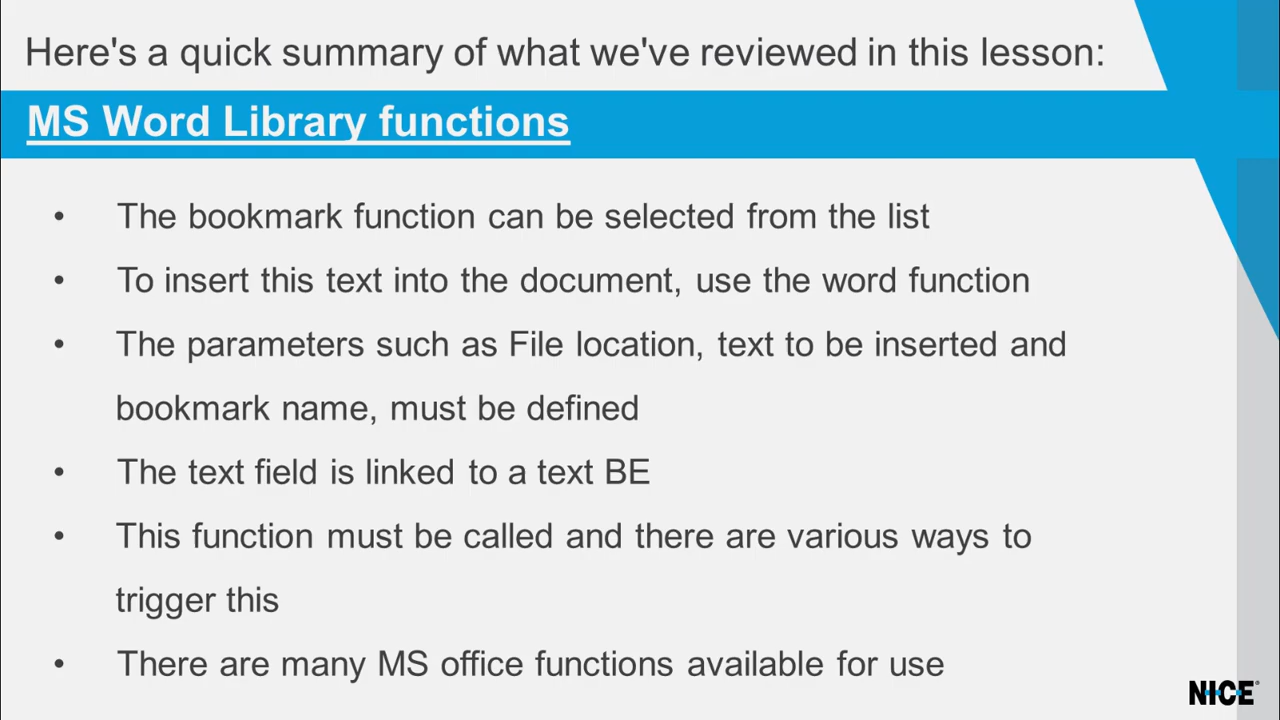 Here's a quick summary of what we've reviewed in this lesson:
MS Word Library functions
• The bookmark function can be selected from the list
• To insert this text into the document, use the word function
• The parameters such as File location, text to be inserted and
bookmark name, must be defined
• The text field is linked to a text BE
• This function must be called and there are various ways to
trigger this
• There are many MS office functions available for use
NICE®